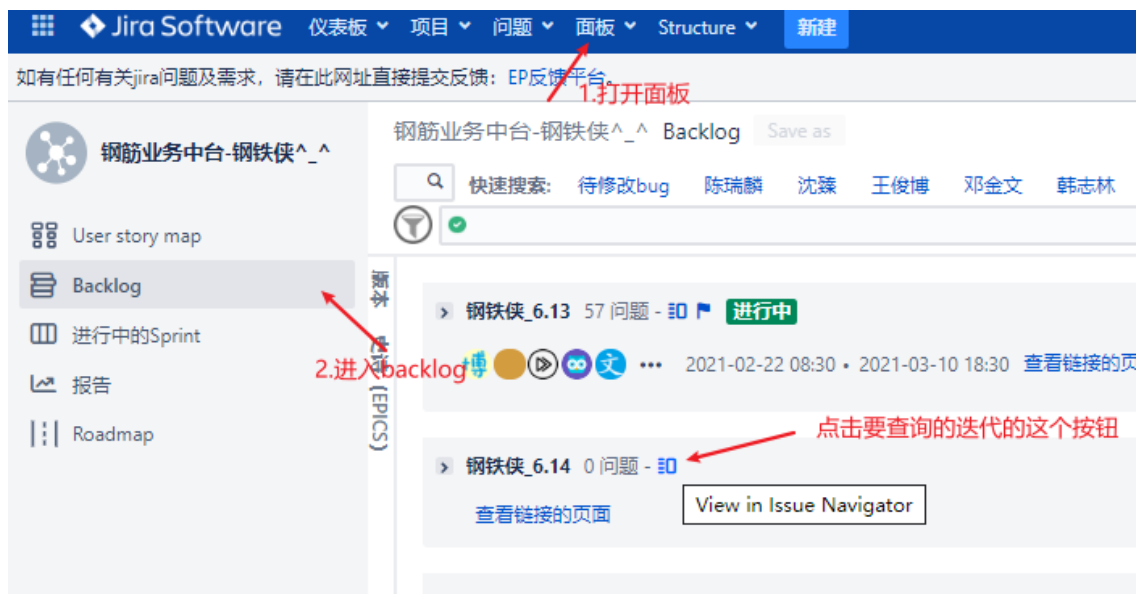 Jira Software 仪表板 项目 问题 面板 Structure 新建
如有任何有关jira问题及需求，请在此网址直接提交反馈：EP反馈平台。
1.打开面板
钢筋业务中台-钢铁侠^_^
钢筋业务中台-钢铁侠^_^ Backlog Save as
快速搜索: 待修改bug 陈瑞麟 沈臻 王俊博 邓金文 韩志林
User story map
Backlog
进行中的Sprint
报告
Roadmap
版本
史诗 (EPICS)
2.进入backlog
钢铁侠_6.13 57 问题 - 进行中
博 文 ••• 2021-02-22 08:30 • 2021-03-10 18:30 查看链接的页
点击要查询的迭代的这个按钮
钢铁侠_6.14 0 问题 -
View in Issue Navigator
查看链接的页面